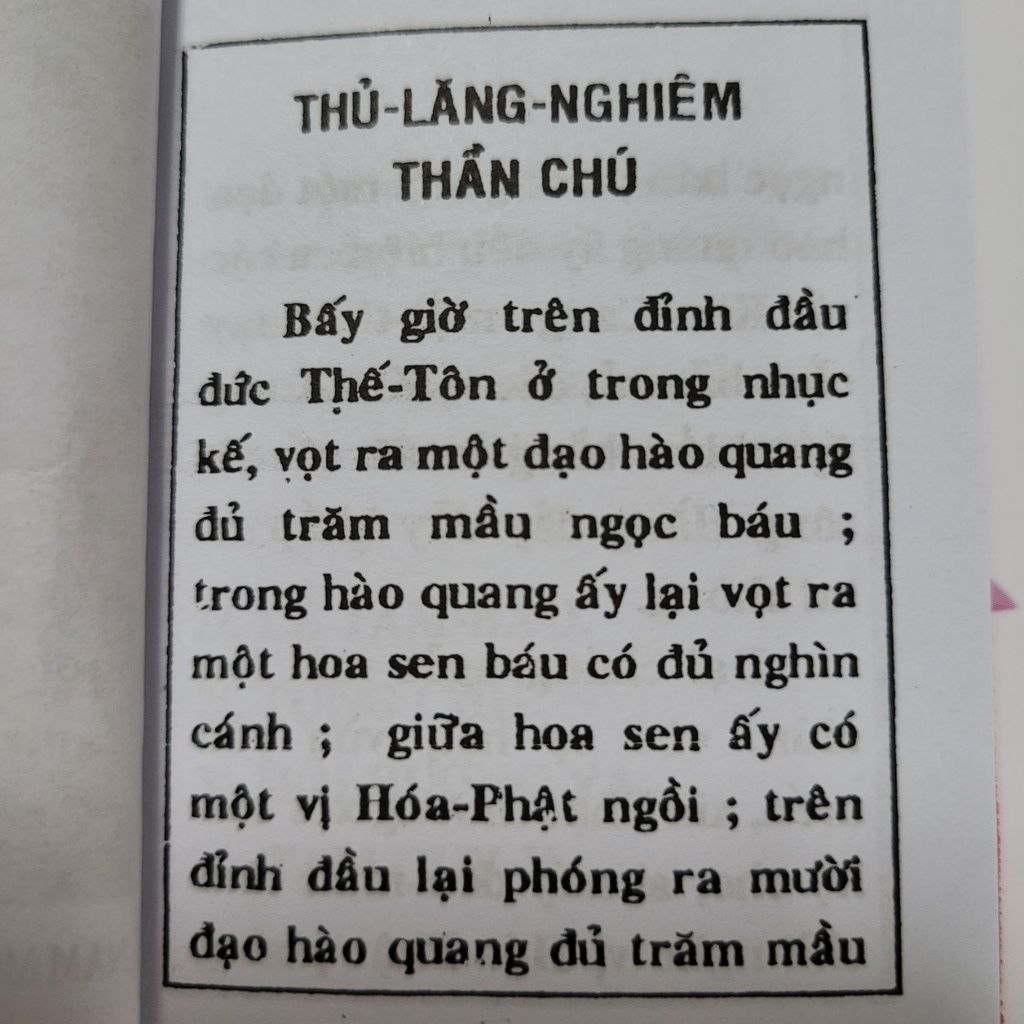 THỦ-LĂNG-NGHIÊM
THẦN CHÚ
Bấy giờ trên đỉnh đầu
đức Thế-Tôn ở trong nhục
kế, vọt ra một đạo hào quang
đủ trăm mầu ngọc báu ;
trong hào quang ấy lại vọt ra
một hoa sen báu có đủ nghìn
cánh ; giữa hoa sen ấy có
một vị Hóa-Phật ngồi ; trên
đỉnh đầu lại phóng ra mười
đạo hào quang đủ trăm mầu